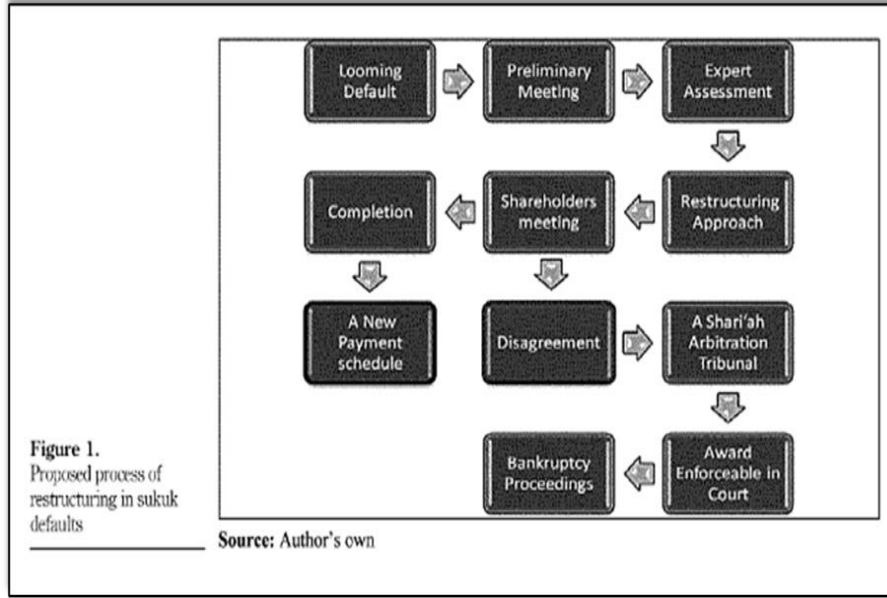 Looming
Default
Preliminary
Meeting
Expert
Assessment
Completion
Shareholders
meeting
Restructuring
Approach
A New
Payment
schedule
Disagreement
A Shari'ah
Arbitration
Tribunal
Bankruptcy
Proceedings
Award
Enforceable in
Court
Figure 1.
Proposed process of
restructuring in sukuk
defaults
Source: Author's own